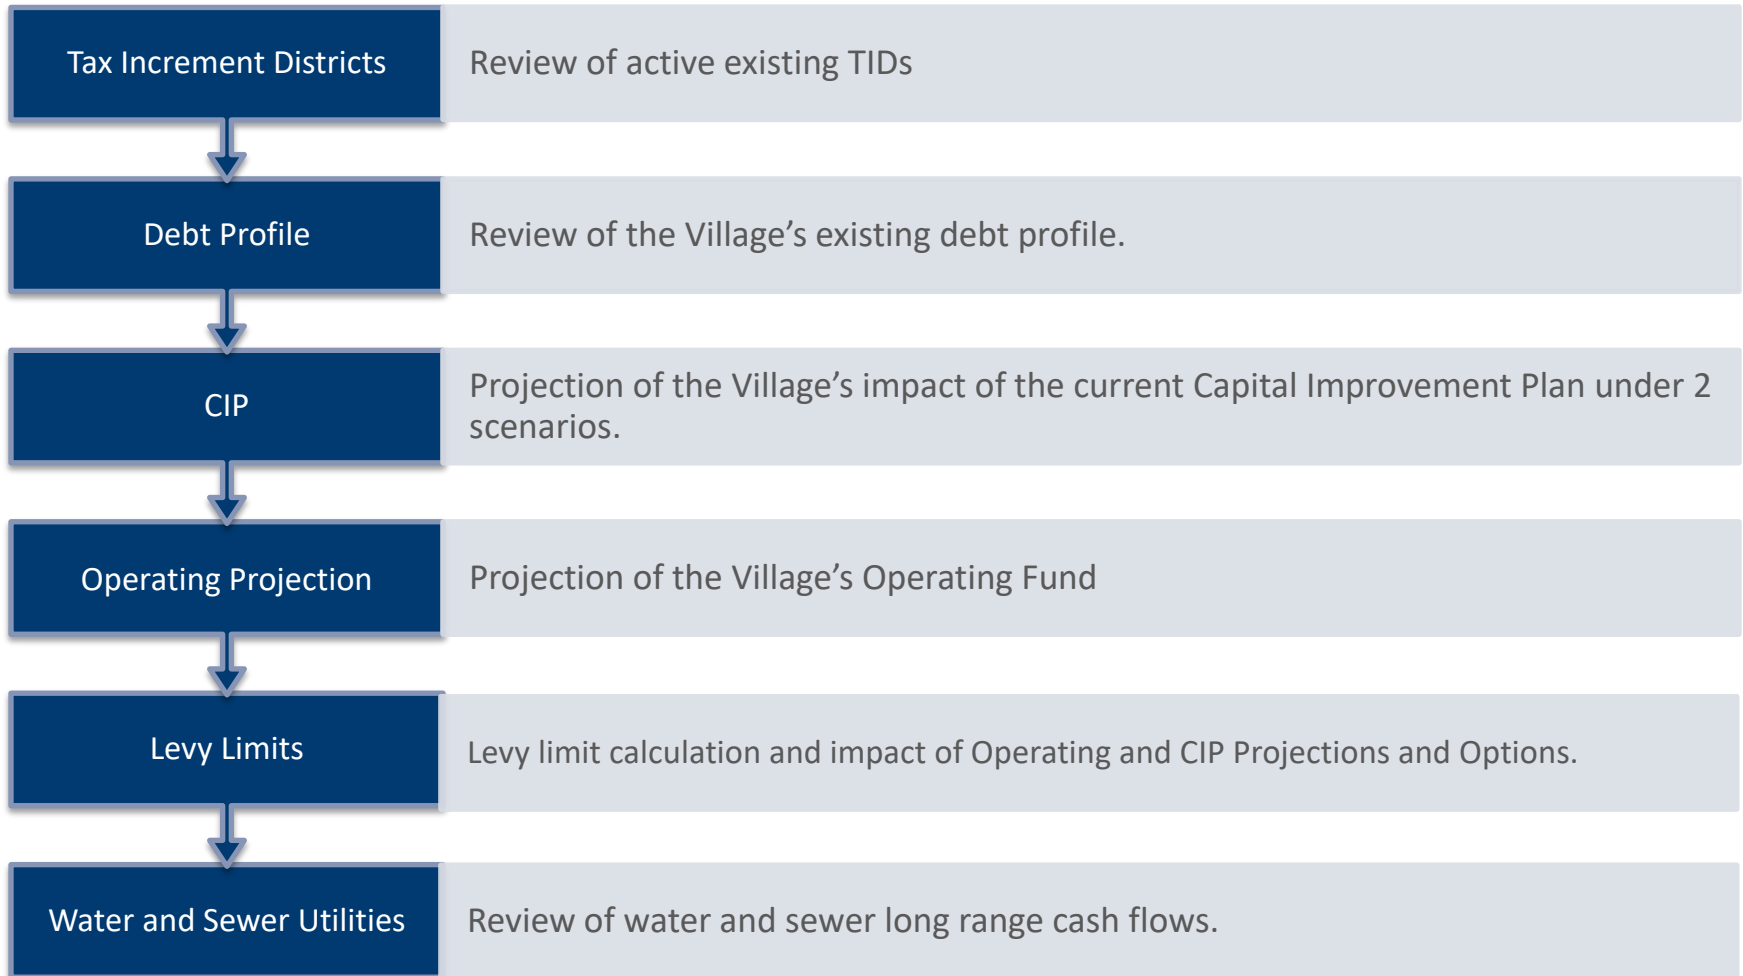 Tax Increment Districts
Review of active existing TIDs
Debt Profile
Review of the Village’s existing debt profile.
CIP
Projection of the Village’s impact of the current Capital Improvement Plan under 2
scenarios.
Operating Projection
Projection of the Village’s Operating Fund
Levy Limits
Levy limit calculation and impact of Operating and CIP Projections and Options.
Water and Sewer Utilities
Review of water and sewer long range cash flows.